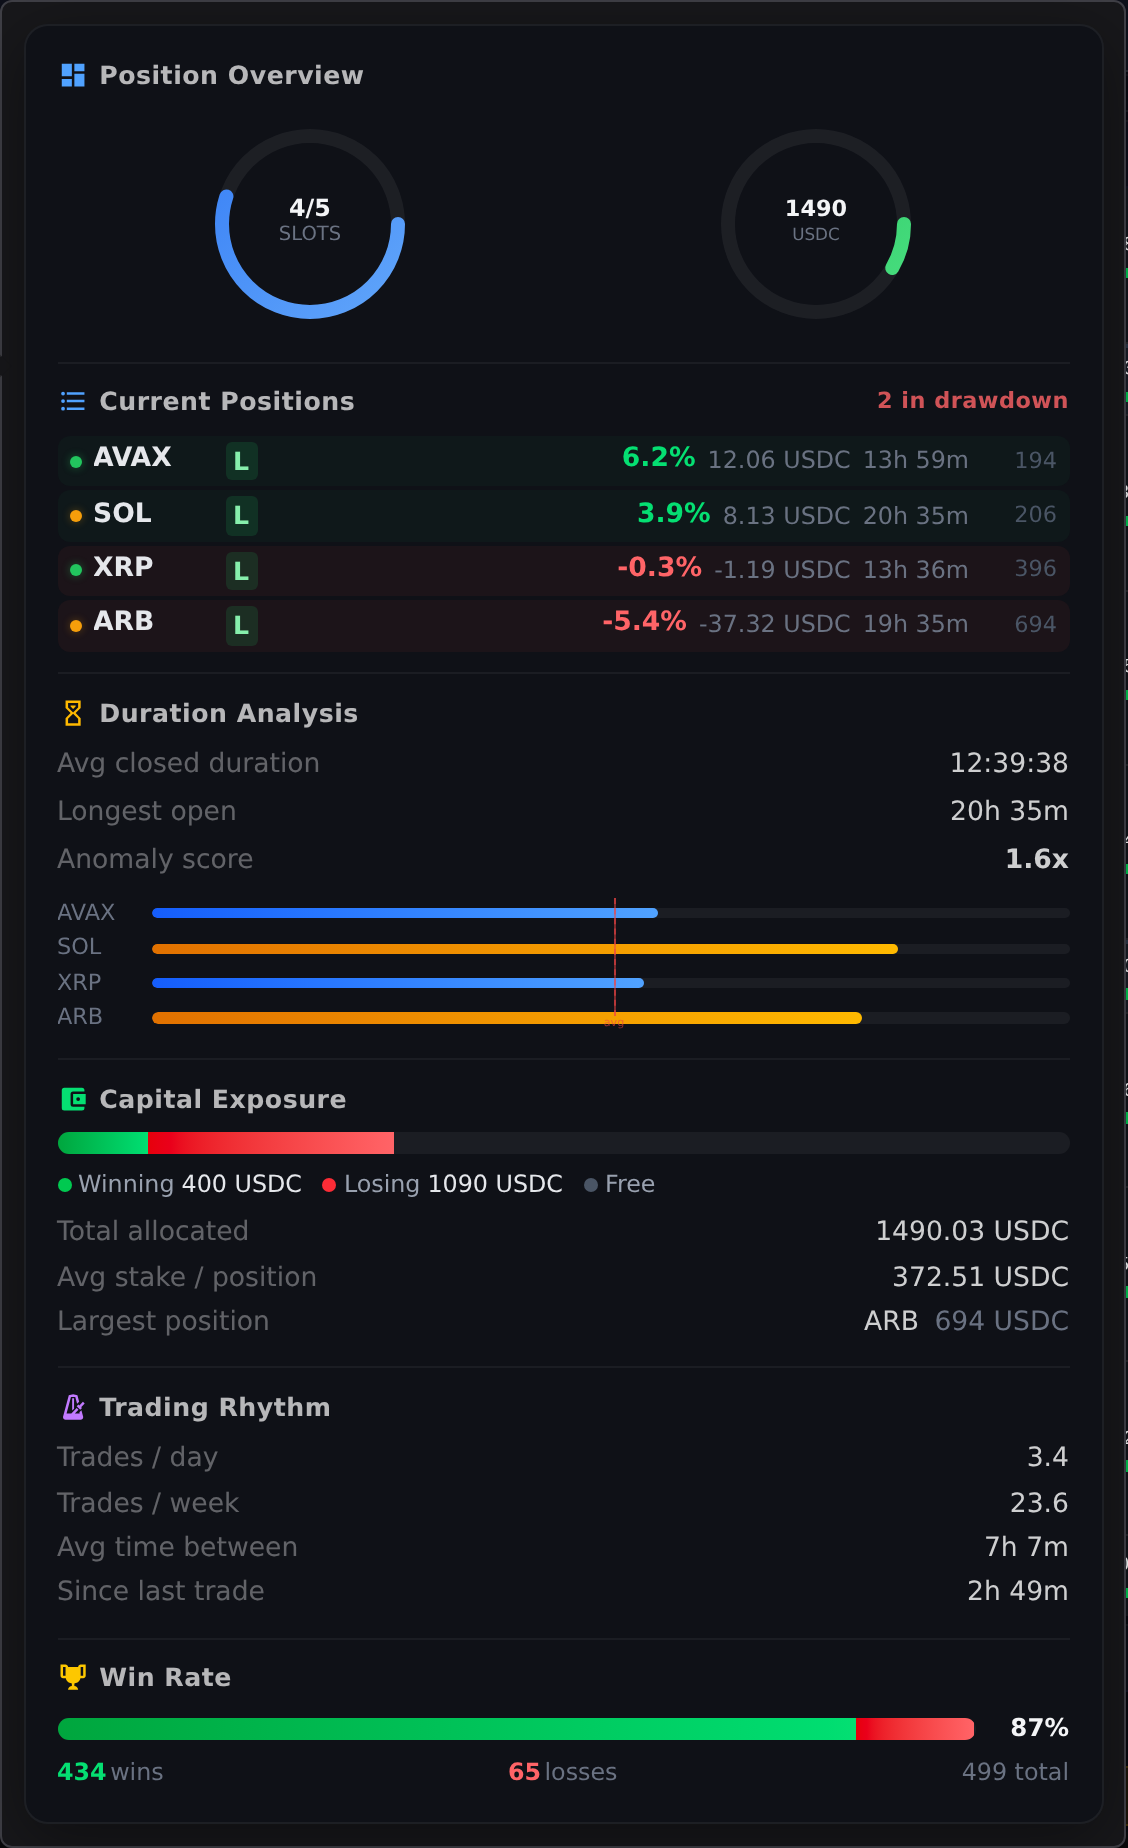 Position Overview
4/5
SLOTS
1490
USDC
Current Positions 2 in drawdown
AVAX L 6.2% 12.06 USDC 13h 59m 194
SOL L 3.9% 8.13 USDC 20h 35m 206
XRP L -0.3% -1.19 USDC 13h 36m 396
ARB L -5.4% -37.32 USDC 19h 35m 694
Duration Analysis
Avg closed duration 12:39:38
Longest open 20h 35m
Anomaly score 1.6x
AVAX
SOL
XRP
ARB
avg
Capital Exposure
Winning 400 USDC Losing 1090 USDC Free
Total allocated 1490.03 USDC
Avg stake / position 372.51 USDC
Largest position ARB 694 USDC
Trading Rhythm
Trades / day 3.4
Trades / week 23.6
Avg time between 7h 7m
Since last trade 2h 49m
Win Rate
87%
434 wins 65 losses 499 total